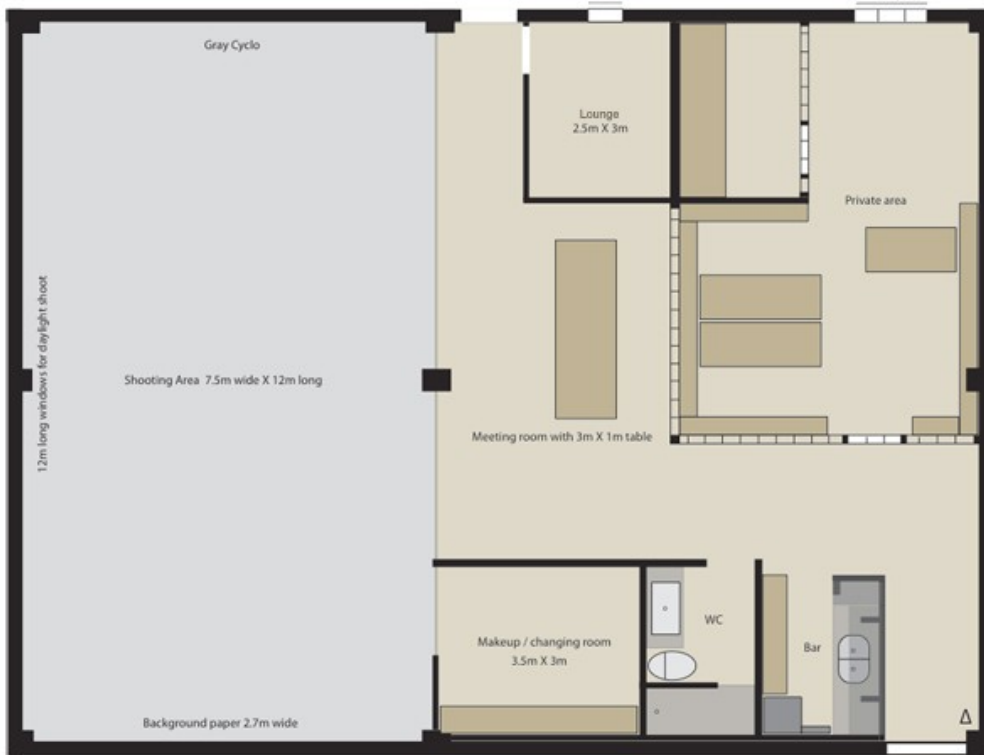 Gray Cyclo
Lounge
2.5m X 3m
Private area
12m long windows for daylight shoot
Shooting Area 7.5m wide X 12m long
Meeting room with 3m X 1m table
Makeup / changing room
3.5m X 3m
WC
Bar
Background paper 2.7m wide